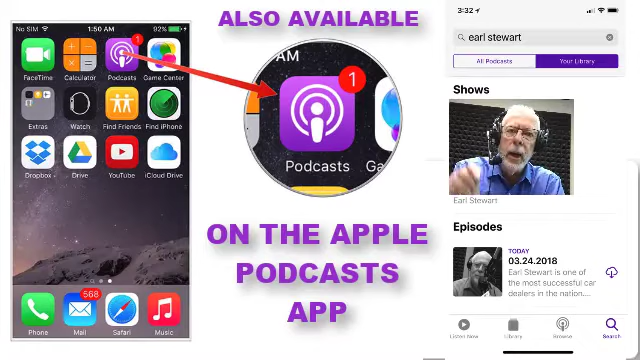 ALSO AVAILABLE
No SIM
1:50 AM
92%
1
FaceTime
Calculator
Podcasts
Game Center
Extras
Watch
Find Friends
Find iPhone
Dropbox
Drive
YouTube
iCloud Drive
568
Phone
Mail
Safari
Music
AM
1
Podcasts
Ga
ON THE APPLE
PODCASTS
APP
3:32
earl stewart
All Podcasts
Your Library
Shows
Earl Stewart
Episodes
TODAY
03.24.2018
Earl Stewart is one of
the most successful car
dealers in the nation....
Listen Now
Library
Browse
Search